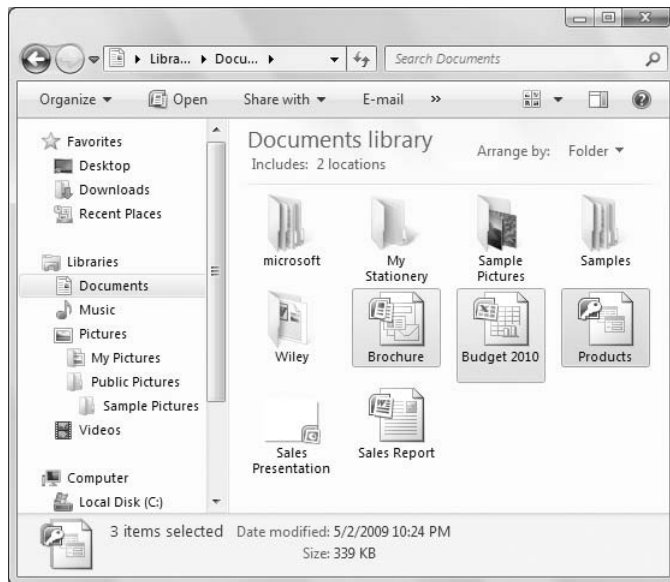 Libra... Docu...
Search Documents
Organize Open Share with E-mail »
Favorites
Desktop
Downloads
Recent Places
Libraries
Documents
Music
Pictures
My Pictures
Public Pictures
Sample Pictures
Videos
Computer
Local Disk (C:)
Documents library
Includes: 2 locations
Arrange by: Folder
microsoft
My
Stationery
Sample
Pictures
Samples
Wiley
Brochure
Budget 2010
Products
Sales
Presentation
Sales Report
3 items selected Date modified: 5/2/2009 10:24 PM
Size: 339 KB